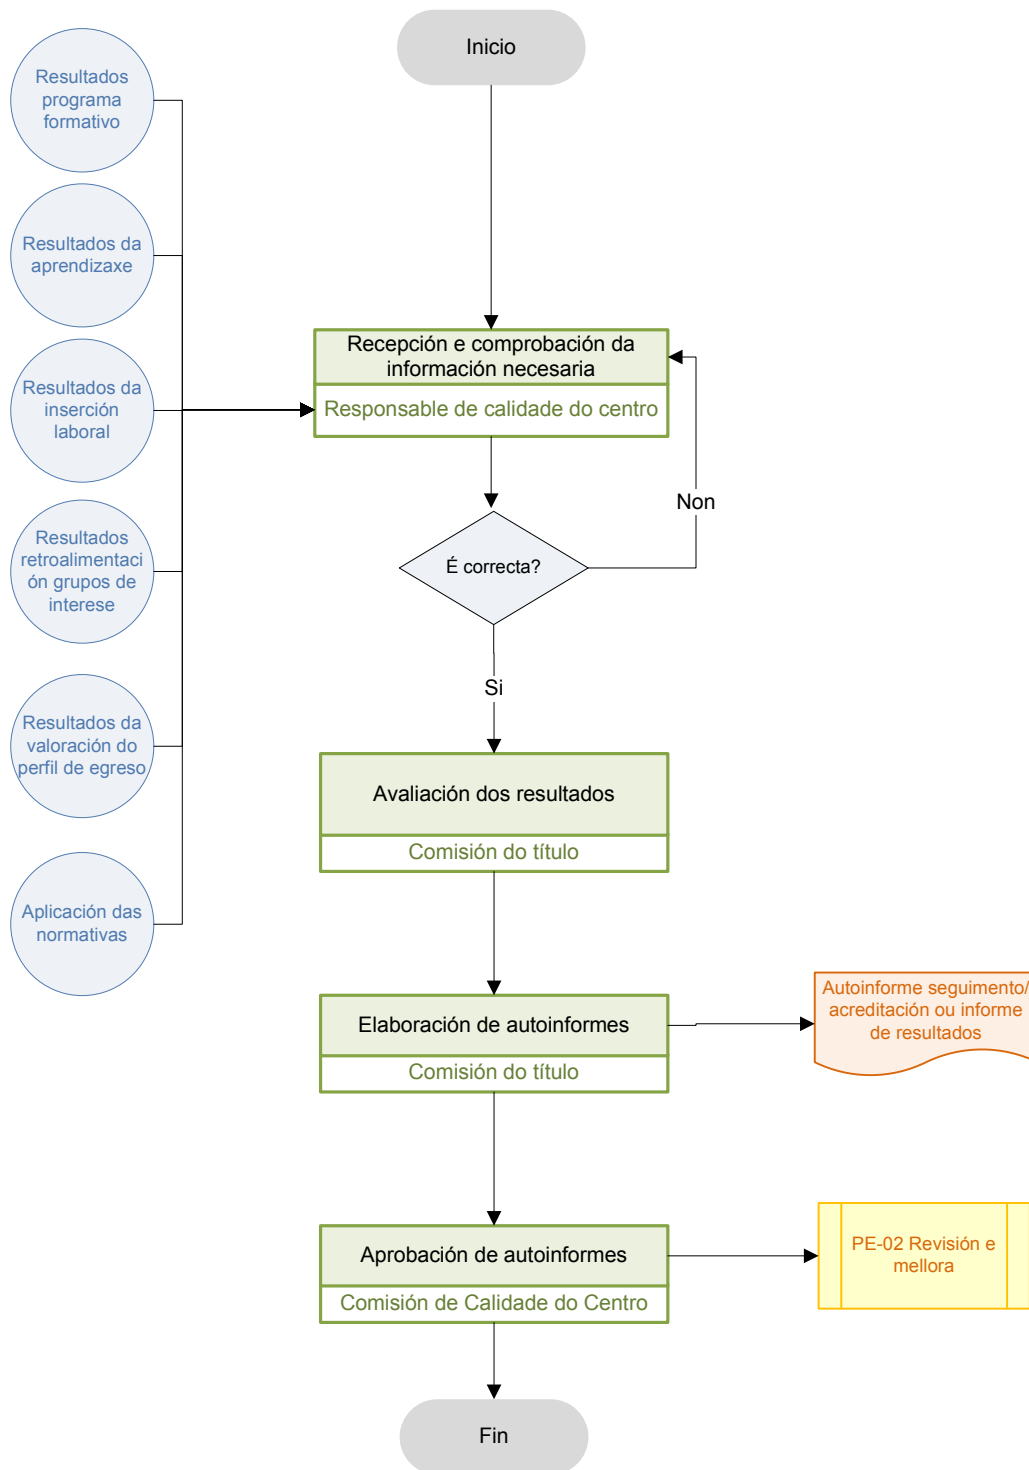 Inicio
Resultados
programa
formativo
Resultados da
aprendizaxe
Resultados da
inserción
laboral
Resultados
retroalimentaci
ón grupos de
interese
Resultados da
valoración do
perfil de egreso
Aplicación das
normativas
Recepción e comprobación da
información necesaria
Responsable de calidade do centro
Non
É correcta?
Si
Avaliación dos resultados
Comisión do título
Elaboración de autoinformes
Comisión do título
Autoinforme seguimento/
acreditación ou informe
de resultados
Aprobación de autoinformes
Comisión de Calidade do Centro
PE-02 Revisión e
mellora
Fin